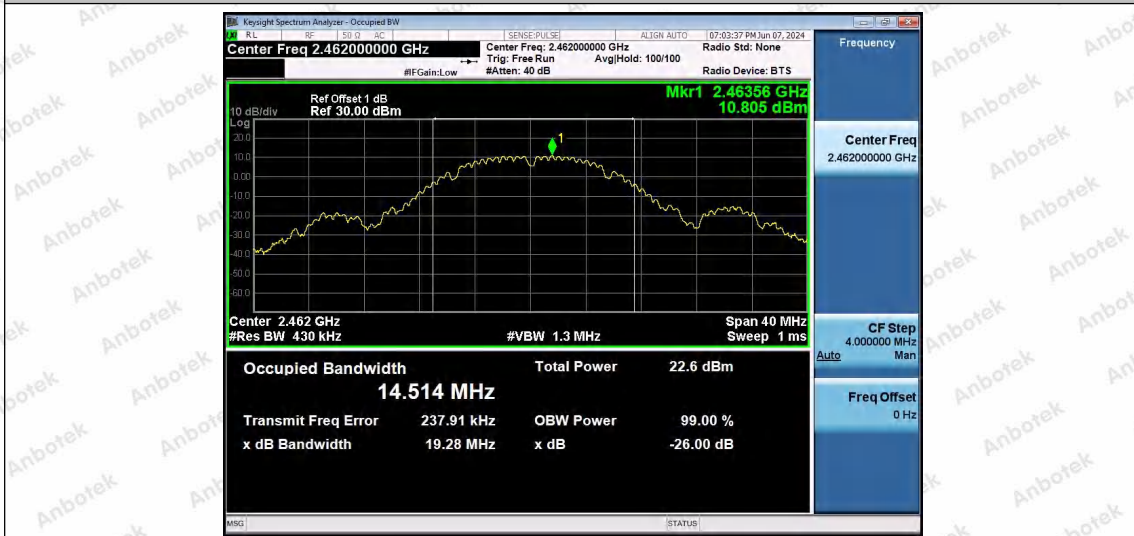 Keysight Spectrum Analyzer - Occupied BW
RL RF 50 Ω AC SENSE:PULSE ALIGN AUTO 07:03:37 PM Jun 07, 2024
Center Freq 2.462000000 GHz
Center Freq: 2.462000000 GHz
Radio Std: None
Trig: Free Run Avg|Hold: 100/100
#IFGain:Low #Atten: 40 dB Radio Device: BTS
Frequency
Mkr1 2.46356 GHz
10.805 dBm
Ref Offset 1 dB
10 dB/div Ref 30.00 dBm
Log
20.0
10.0
0.00
-10.0
-20.0
-30.0
-40.0
-50.0
-60.0
1
Center 2.462 GHz Span 40 MHz
#Res BW 430 kHz #VBW 1.3 MHz Sweep 1 ms
Occupied Bandwidth Total Power 22.6 dBm
14.514 MHz
Transmit Freq Error 237.91 kHz OBW Power 99.00 %
x dB Bandwidth 19.28 MHz x dB -26.00 dB
Center Freq
2.462000000 GHz
CF Step
4.000000 MHz
Auto Man
Freq Offset
0 Hz
MSG STATUS
Anbotek